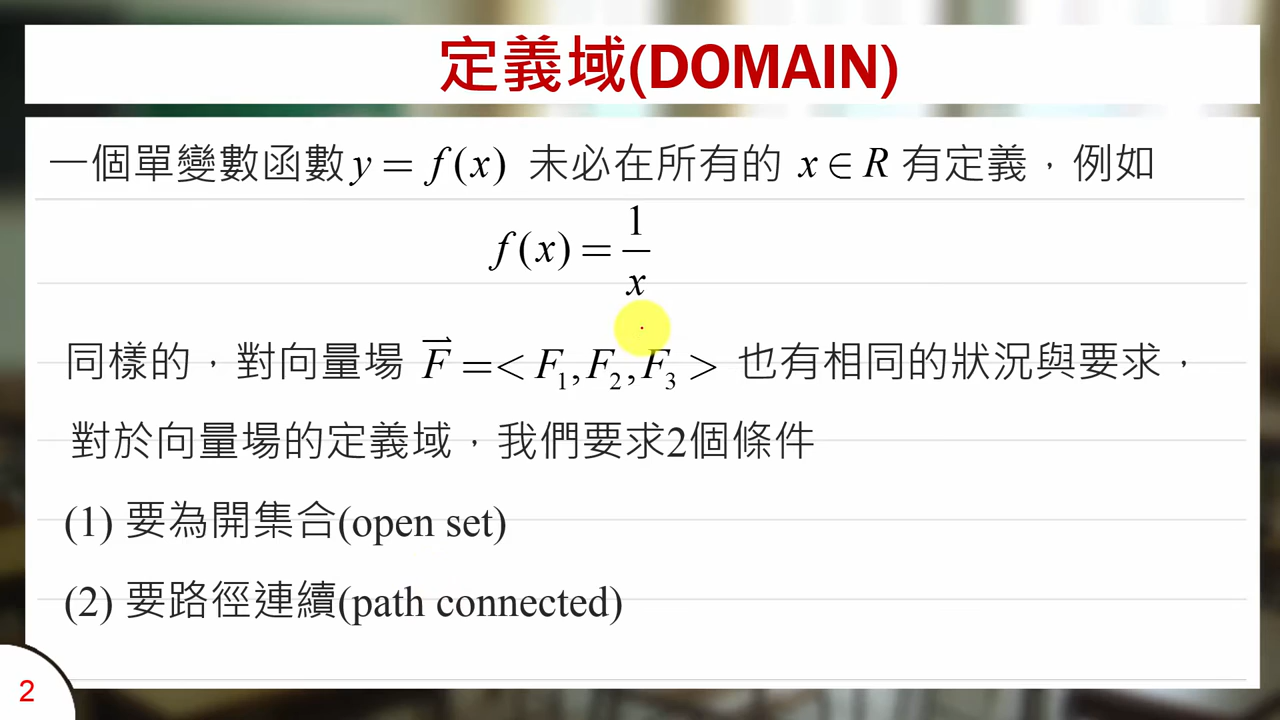 定義域(DOMAIN)
一個單變數函數 y = f(x) 未必在所有的 x ∈ R 有定義，例如
f(x) = 1/x
同樣的，對向量場 \vec{F} = < F₁, F₂, F₃ > 也有相同的狀況與要求，
對於向量場的定義域，我們要求2個條件
(1) 要為開集合(open set)
(2) 要路徑連續(path connected)
2